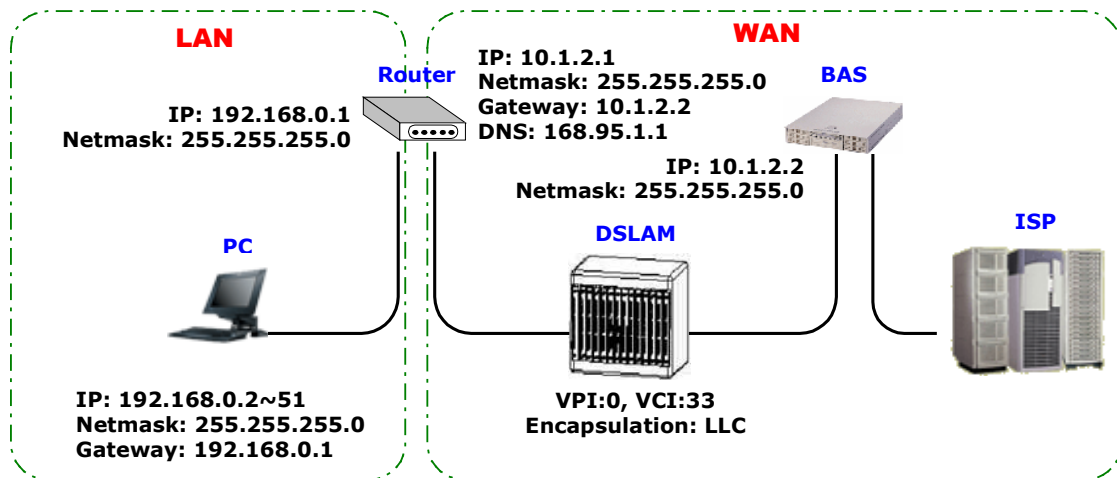 LAN
WAN
Router
IP: 192.168.0.1
Netmask: 255.255.255.0
IP: 10.1.2.1
Netmask: 255.255.255.0
Gateway: 10.1.2.2
DNS: 168.95.1.1
BAS
IP: 10.1.2.2
Netmask: 255.255.255.0
PC
DSLAM
ISP
IP: 192.168.0.2~51
Netmask: 255.255.255.0
Gateway: 192.168.0.1
VPI:0, VCI:33
Encapsulation: LLC